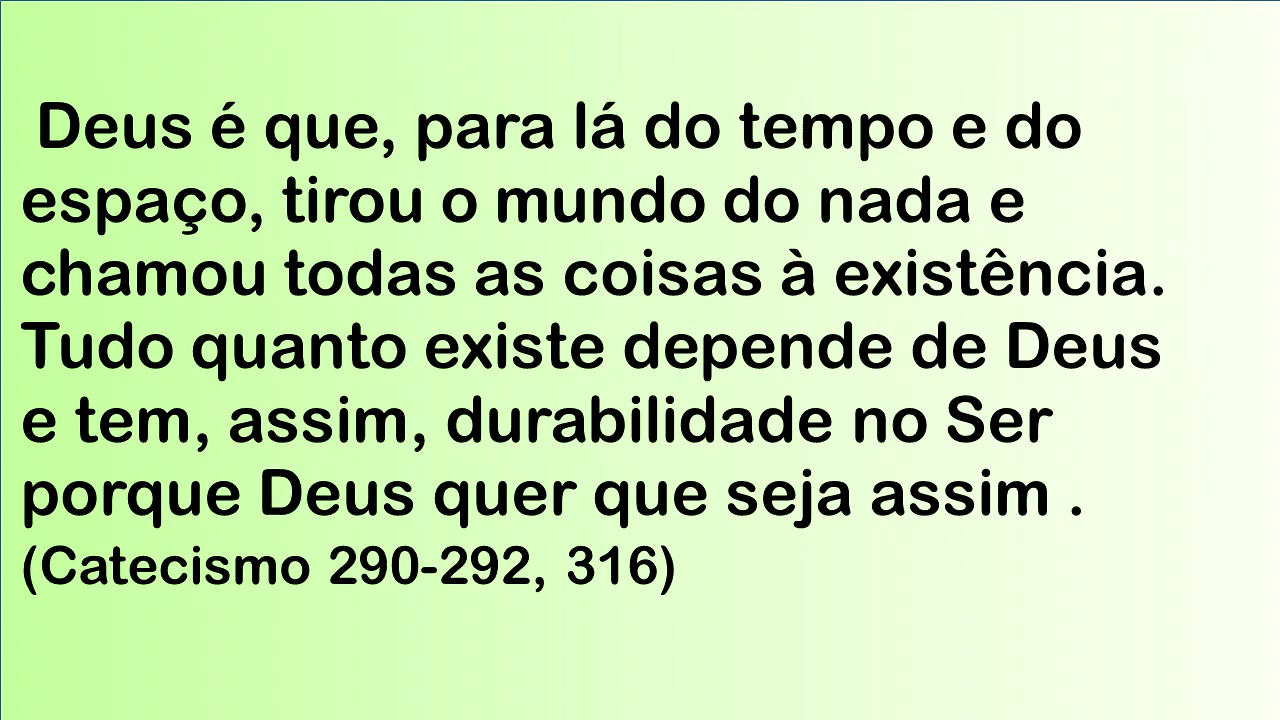 Deus é que, para lá do tempo e do
espaço, tirou o mundo do nada e
chamou todas as coisas à existência.
Tudo quanto existe depende de Deus
e tem, assim, durabilidade no Ser
porque Deus quer que seja assim .
(Catecismo 290-292, 316)